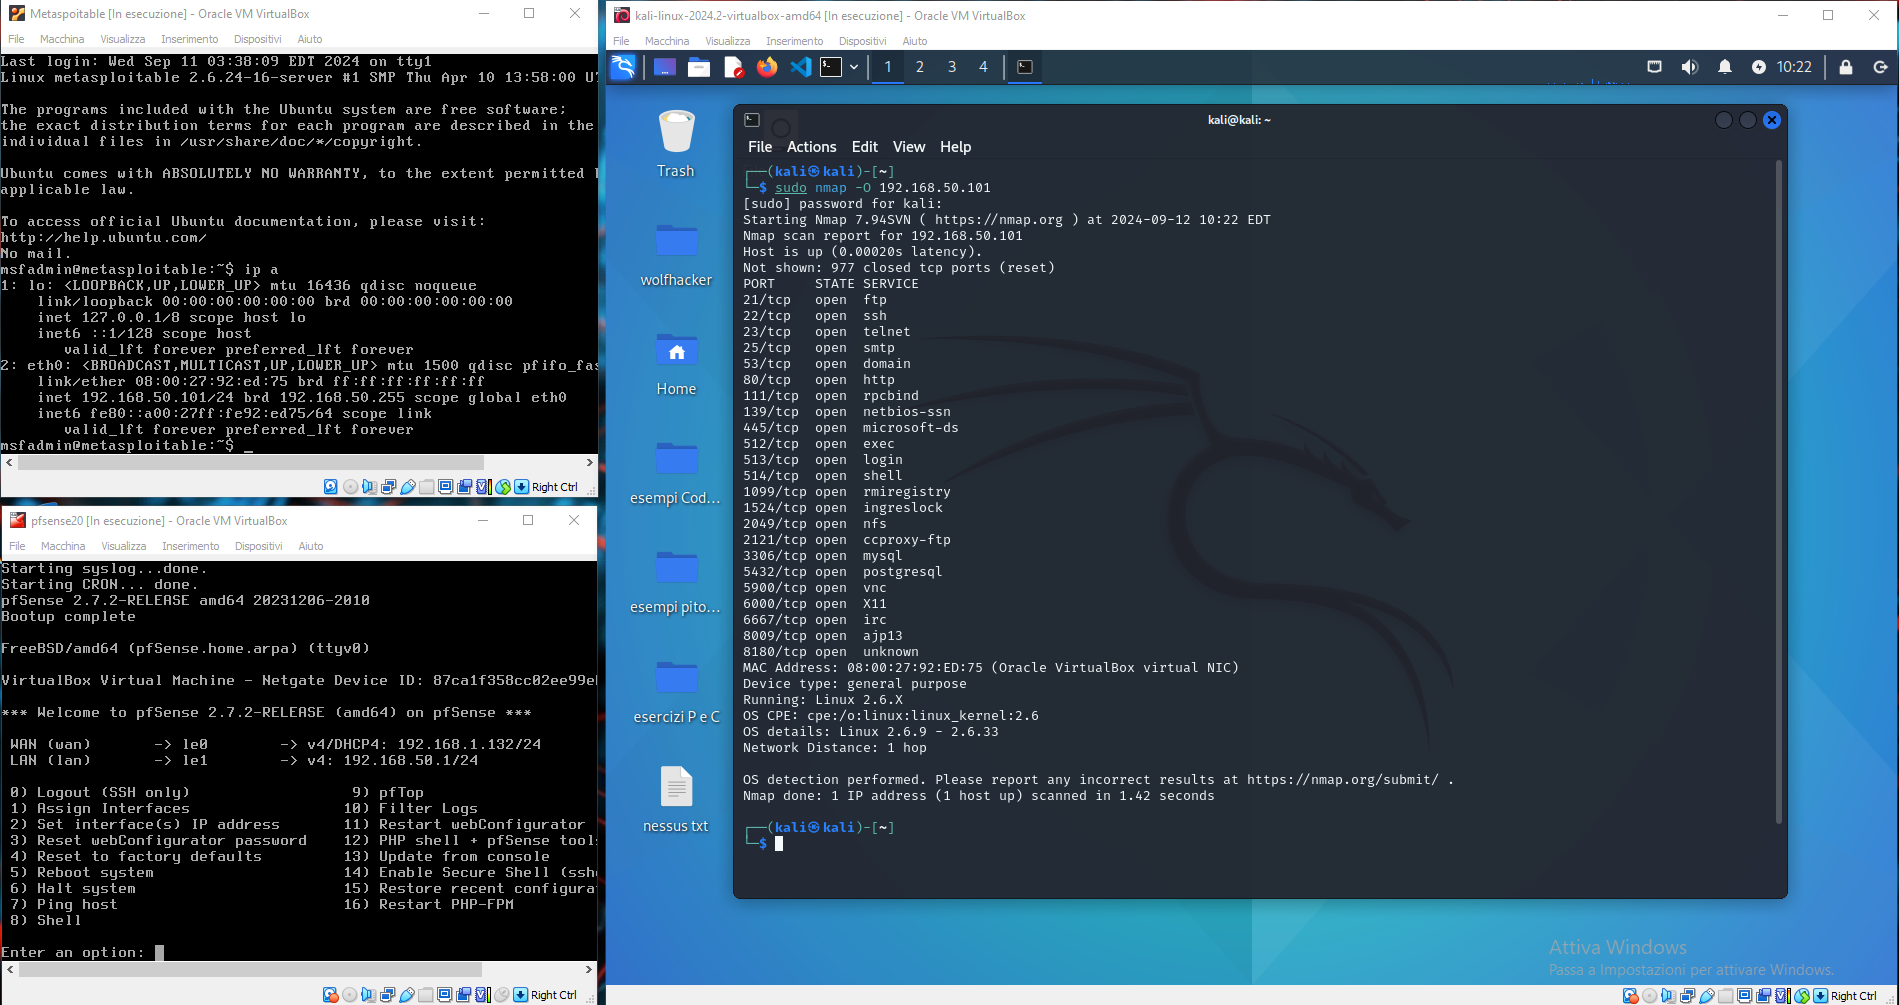 Metaspoitable [In esecuzione] - Oracle VM VirtualBox
File Macchina Visualizza Inserimento Dispositivi Aiuto
Last login: Wed Sep 11 03:38:09 EDT 2024 on tty1
Linux metasploitable 2.6.24-16-server #1 SMP Thu Apr 10 13:58:00 UT
The programs included with the Ubuntu system are free software;
the exact distribution terms for each program are described in the
individual files in /usr/share/doc/*/copyright.
Ubuntu comes with ABSOLUTELY NO WARRANTY, to the extent permitted b
applicable law.
To access official Ubuntu documentation, please visit:
http://help.ubuntu.com/
No mail.
msfadmin@metasploitable:~$ ip a
1: lo: <LOOPBACK,UP,LOWER_UP> mtu 16436 qdisc noqueue
link/loopback 00:00:00:00:00:00 brd 00:00:00:00:00:00
inet 127.0.0.1/8 scope host lo
inet6 ::1/128 scope host
valid_lft forever preferred_lft forever
2: eth0: <BROADCAST,MULTICAST,UP,LOWER_UP> mtu 1500 qdisc pfifo_fas
link/ether 08:00:27:92:ed:75 brd ff:ff:ff:ff:ff:ff
inet 192.168.50.101/24 brd 192.168.50.255 scope global eth0
inet6 fe80::a00:27ff:fe92:ed75/64 scope link
valid_lft forever preferred_lft forever
msfadmin@metasploitable:~$ _
Right Ctrl
pfsense20 [In esecuzione] - Oracle VM VirtualBox
File Macchina Visualizza Inserimento Dispositivi Aiuto
Starting syslog...done.
Starting CRON... done.
pfSense 2.7.2-RELEASE amd64 20231206-2010
Bootup complete
FreeBSD/amd64 (pfSense.home.arpa) (ttyv0)
VirtualBox Virtual Machine - Netgate Device ID: 87ca1f358cc02ee99e
*** Welcome to pfSense 2.7.2-RELEASE (amd64) on pfSense ***
WAN (wan) -> le0 -> v4/DHCP4: 192.168.1.132/24
LAN (lan) -> le1 -> v4: 192.168.50.1/24
0) Logout (SSH only) 9) pfTop
1) Assign Interfaces 10) Filter Logs
2) Set interface(s) IP address 11) Restart webConfigurator
3) Reset webConfigurator password 12) PHP shell + pfSense tool
4) Reset to factory defaults 13) Update from console
5) Reboot system 14) Enable Secure Shell (ssh
6) Halt system 15) Restore recent configura
7) Ping host 16) Restart PHP-FPM
8) Shell
Enter an option:
Right Ctrl
kali-linux-2024.2-virtualbox-amd64 [In esecuzione] - Oracle VM VirtualBox
File Macchina Visualizza Inserimento Dispositivi Aiuto
1 2 3 4
10:22
Trash
wolfhacker
Home
esempi Cod...
esempi pito...
esercizi P e C
nessus txt
kali@kali: ~
File Actions Edit View Help
┌──(kali㉿kali)-[~]
└─$ sudo nmap -O 192.168.50.101
[sudo] password for kali:
Starting Nmap 7.94SVN ( https://nmap.org ) at 2024-09-12 10:22 EDT
Nmap scan report for 192.168.50.101
Host is up (0.00020s latency).
Not shown: 977 closed tcp ports (reset)
PORT STATE SERVICE
21/tcp open ftp
22/tcp open ssh
23/tcp open telnet
25/tcp open smtp
53/tcp open domain
80/tcp open http
111/tcp open rpcbind
139/tcp open netbios-ssn
445/tcp open microsoft-ds
512/tcp open exec
513/tcp open login
514/tcp open shell
1099/tcp open rmiregistry
1524/tcp open ingreslock
2049/tcp open nfs
2121/tcp open ccproxy-ftp
3306/tcp open mysql
5432/tcp open postgresql
5900/tcp open vnc
6000/tcp open X11
6667/tcp open irc
8009/tcp open ajp13
8180/tcp open unknown
MAC Address: 08:00:27:92:ED:75 (Oracle VirtualBox virtual NIC)
Device type: general purpose
Running: Linux 2.6.X
OS CPE: cpe:/o:linux:linux_kernel:2.6
OS details: Linux 2.6.9 - 2.6.33
Network Distance: 1 hop
OS detection performed. Please report any incorrect results at https://nmap.org/submit/ .
Nmap done: 1 IP address (1 host up) scanned in 1.42 seconds
┌──(kali㉿kali)-[~]
└─$
Attiva Windows
Passa a Impostazioni per attivare Windows.
Right Ctrl